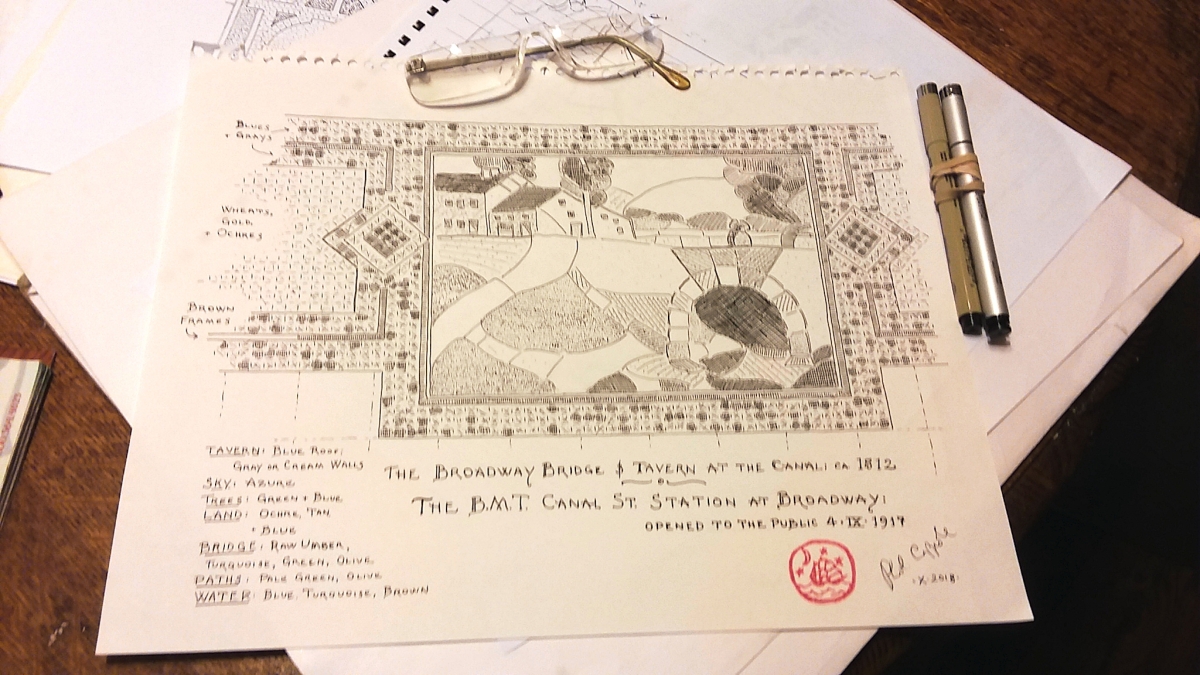 Blues
+ Grays
Wheats,
Gold,
+ Ochres
Brown
Frames
Tavern: Blue Roof,
Gray or Cream Walls
Sky: Azure
Trees: Green + Blue
Land: Ochre, Tan
+ Blue
Bridge: Raw Umber,
Turquoise, Green, Olive
Paths: Pale Green, Olive
Water: Blue, Turquoise, Brown
The Broadway Bridge & Tavern at the Canal: ca 1812
The B.M.T. Canal St. Station at Broadway:
opened to the public 4·IX·1917
·X·2018·